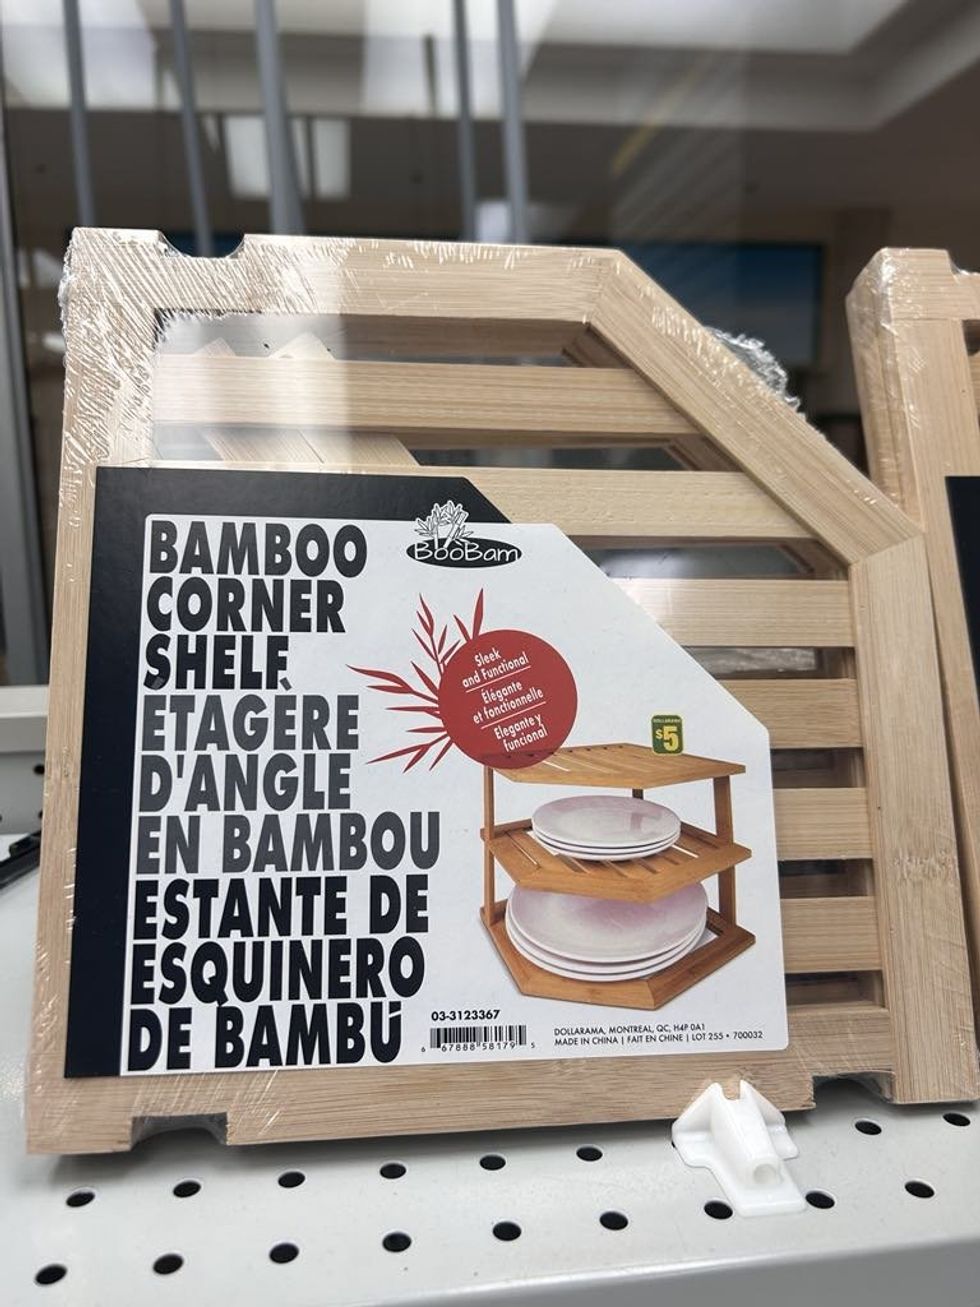 BAMBOO
CORNER
SHELF
ÉTAGÈRE
D'ANGLE
EN BAMBOU
ESTANTE DE
ESQUINERO
DE BAMBÚ
BooBam
Sleek
and Functional
Élégante
et fonctionnelle
Elegante y
funcional
DOLLARAMA
$5
03-3123367
6 67888 58179 5
DOLLARAMA, MONTREAL, QC, H4P 0A1
MADE IN CHINA | FAIT EN CHINE | LOT 255 • 700032